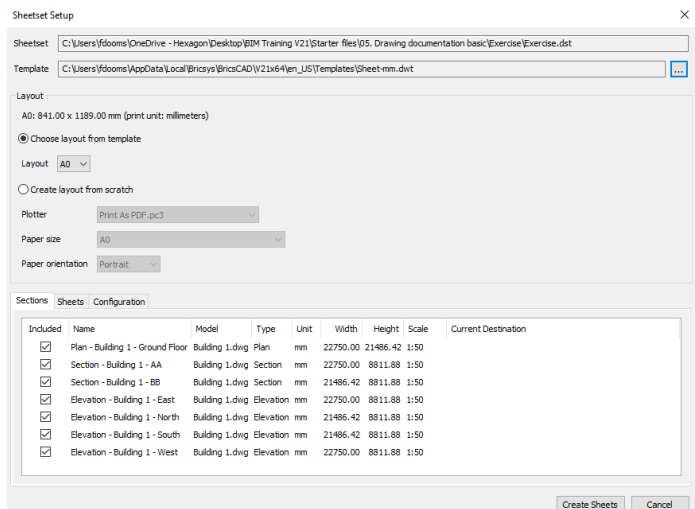 Sheetset Setup
Sheetset C:\Users\fdooms\OneDrive - Hexagon\Desktop\BIM Training V21\Starter files\05. Drawing documentation basic\Exercise\Exercise.dst
Template C:\Users\fdooms\AppData\Local\Bricsys\BricsCAD\V21x64\en_US\Templates\Sheet-mm.dwt ...
Layout
A0: 841.00 x 1189.00 mm (print unit: millimeters)
Choose layout from template
Layout A0
Create layout from scratch
Plotter Print As PDF.pc3
Paper size A0
Paper orientation Portrait
Sections Sheets Configuration
Included Name Model Type Unit Width Height Scale Current Destination
Plan - Building 1 - Ground Floor Building 1.dwg Plan mm 22750.00 21486.42 1:50
Section - Building 1 - AA Building 1.dwg Section mm 22750.00 8811.88 1:50
Section - Building 1 - BB Building 1.dwg Section mm 21486.42 8811.88 1:50
Elevation - Building 1 - East Building 1.dwg Elevation mm 22750.00 8811.88 1:50
Elevation - Building 1 - North Building 1.dwg Elevation mm 21486.42 8811.88 1:50
Elevation - Building 1 - South Building 1.dwg Elevation mm 21486.42 8811.88 1:50
Elevation - Building 1 - West Building 1.dwg Elevation mm 22750.00 8811.88 1:50
Create Sheets Cancel